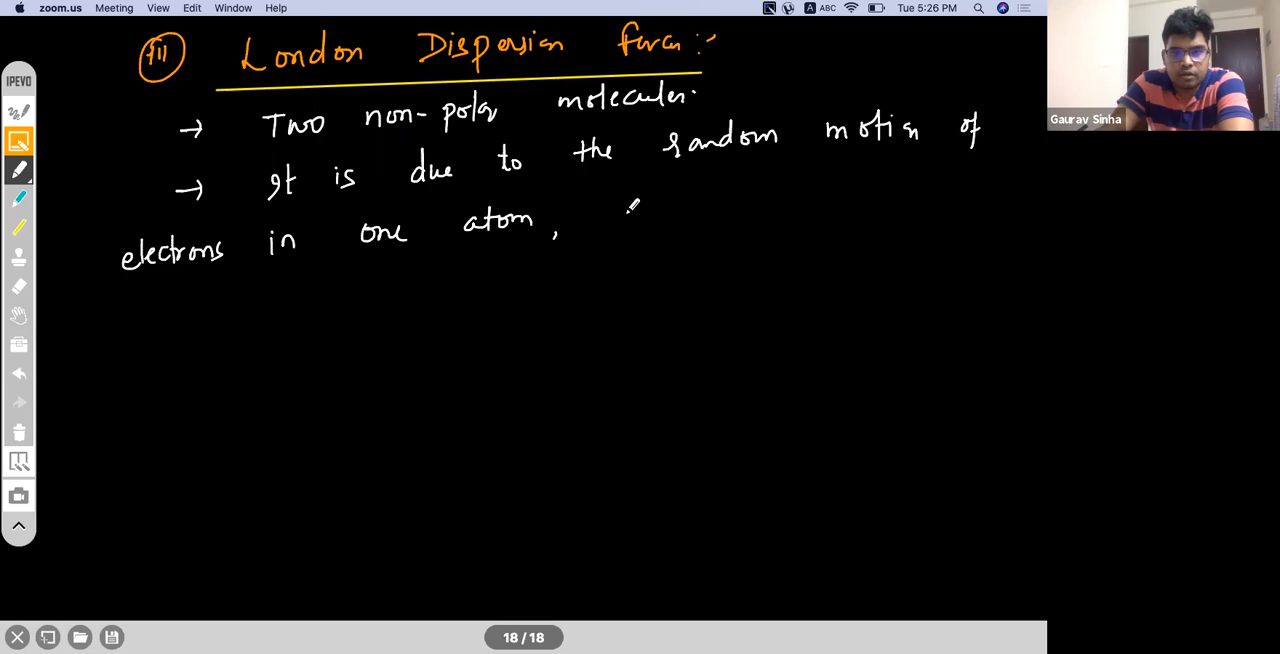 zoom.us Meeting View Edit Window Help A ABC Tue 5:26 PM
IPEVO
(III) London Dispersion force :-
→ Two non-polar molecules.
→ It is due to the random motion of
electrons in one atom,
Gaurav Sinha
18 / 18